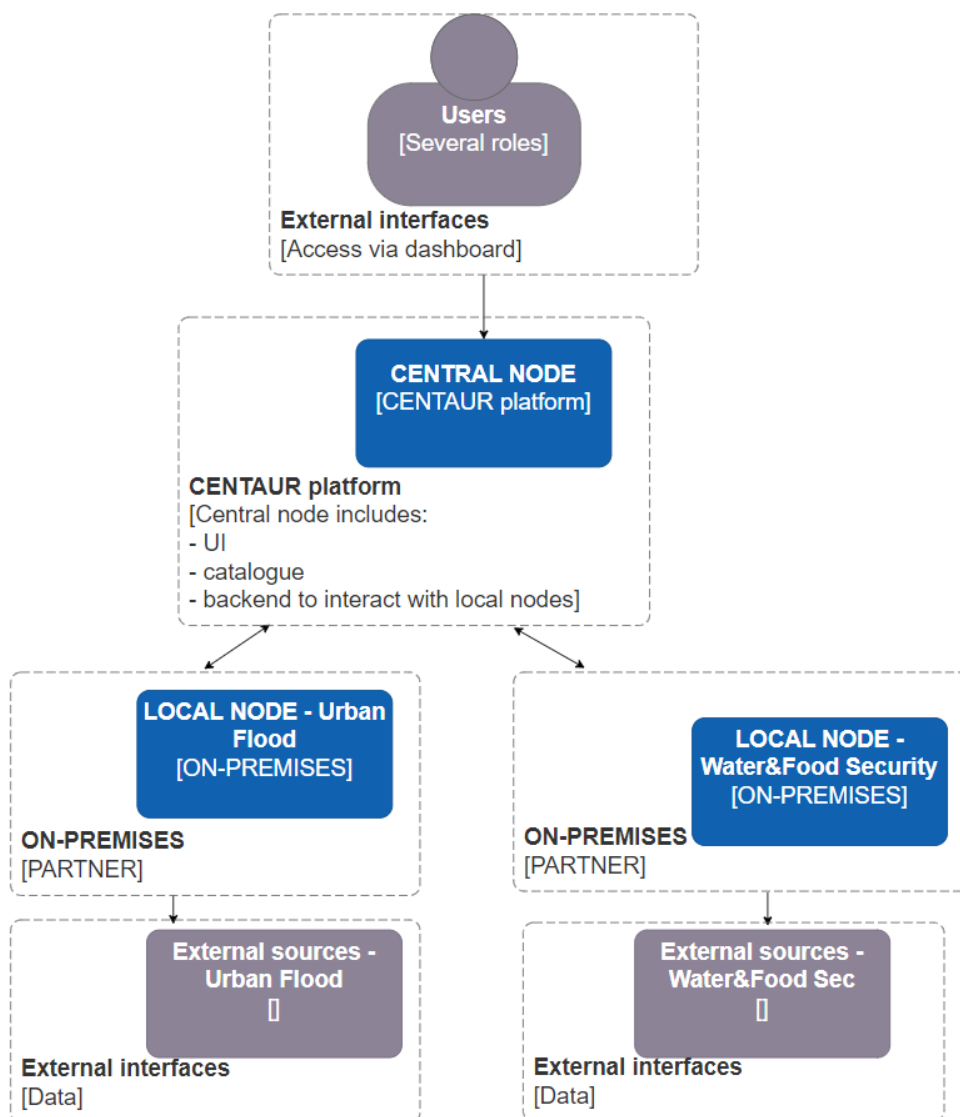 Users
[Several roles]
External interfaces
[Access via dashboard]
CENTRAL NODE
[CENTAUR platform]
CENTAUR platform
[Central node includes:
- UI
- catalogue
- backend to interact with local nodes]
LOCAL NODE - Urban
Flood
[ON-PREMISES]
ON-PREMISES
[PARTNER]
LOCAL NODE -
Water&Food Security
[ON-PREMISES]
ON-PREMISES
[PARTNER]
External sources -
Urban Flood
[]
External interfaces
[Data]
External sources -
Water&Food Sec
[]
External interfaces
[Data]